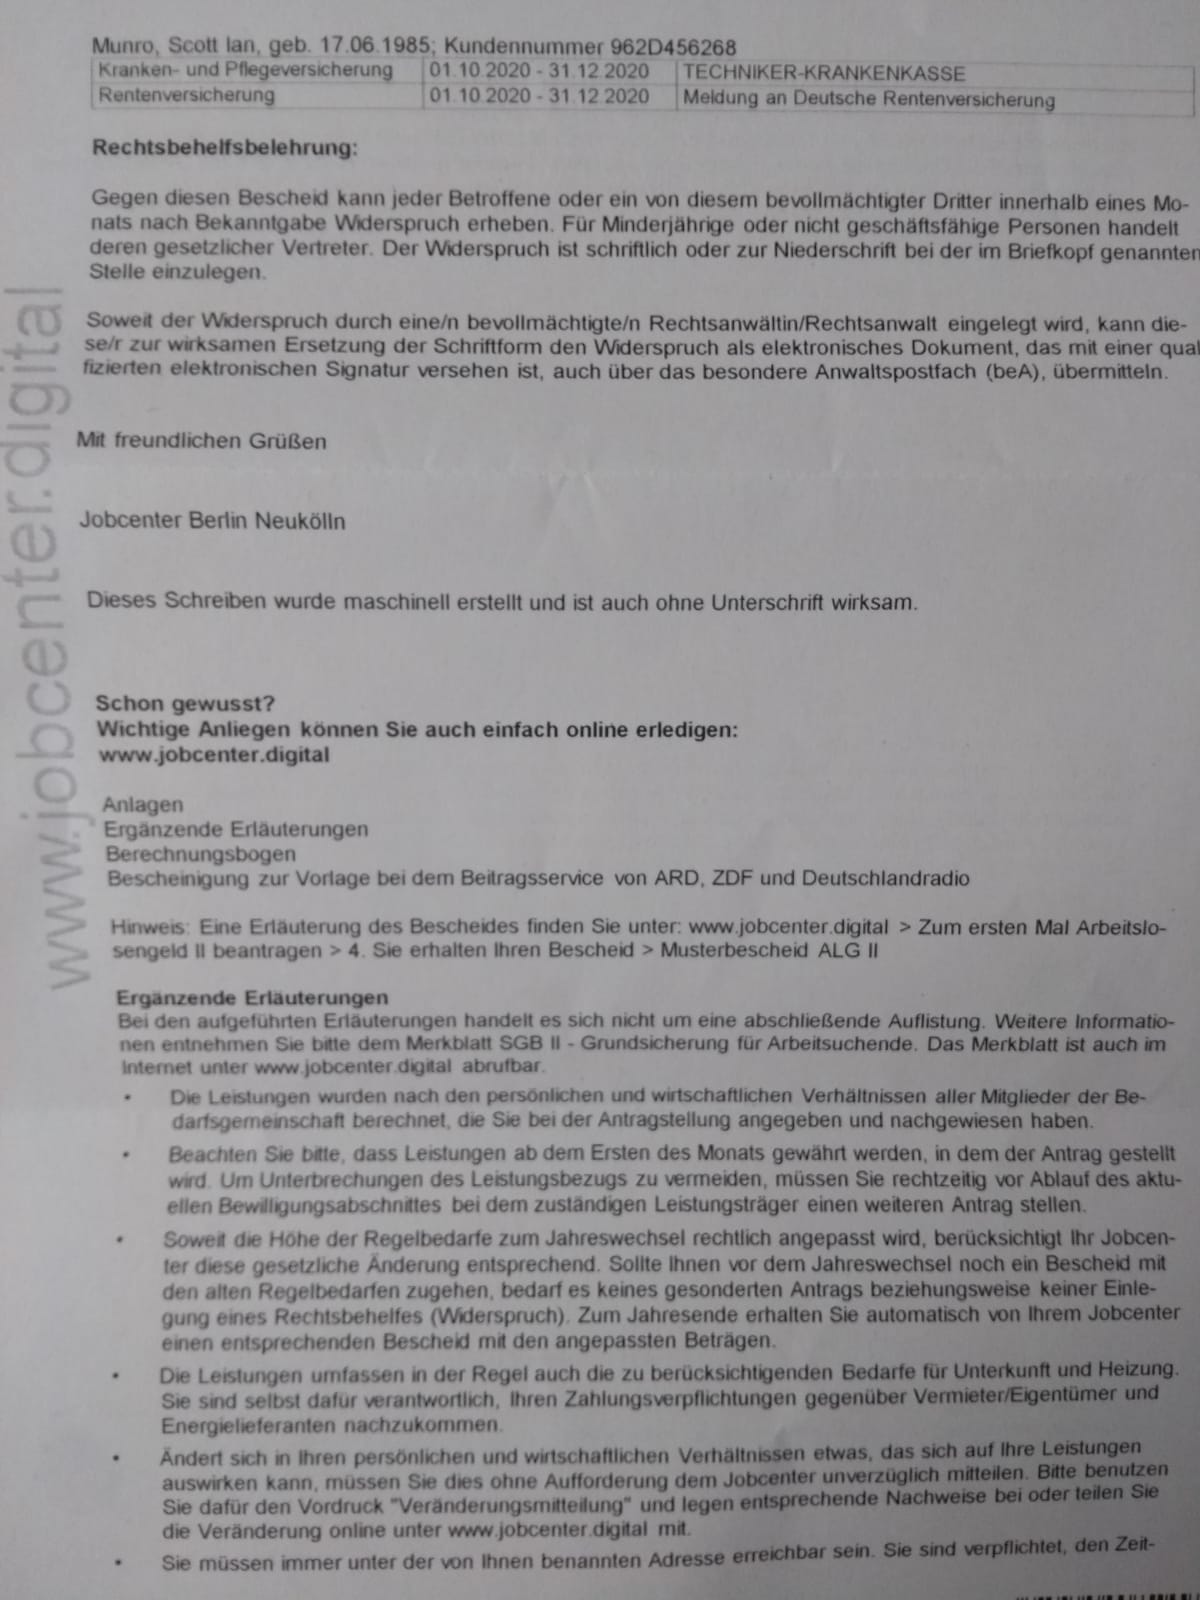 Munro, Scott Ian, geb. 17.06.1985; Kundennummer 962D456268
Kranken- und Pflegeversicherung 01.10.2020 - 31.12.2020 TECHNIKER-KRANKENKASSE
Rentenversicherung 01.10.2020 - 31.12.2020 Meldung an Deutsche Rentenversicherung
Rechtsbehelfsbelehrung:
Gegen diesen Bescheid kann jeder Betroffene oder ein von diesem bevollmächtigter Dritter innerhalb eines Mo-
nats nach Bekanntgabe Widerspruch erheben. Für Minderjährige oder nicht geschäftsfähige Personen handelt
deren gesetzlicher Vertreter. Der Widerspruch ist schriftlich oder zur Niederschrift bei der im Briefkopf genannten
Stelle einzulegen.
Soweit der Widerspruch durch eine/n bevollmächtigte/n Rechtsanwältin/Rechtsanwalt eingelegt wird, kann die-
se/r zur wirksamen Ersetzung der Schriftform den Widerspruch als elektronisches Dokument, das mit einer qual
fizierten elektronischen Signatur versehen ist, auch über das besondere Anwaltspostfach (beA), übermitteln.
Mit freundlichen Grüßen
Jobcenter Berlin Neukölln
Dieses Schreiben wurde maschinell erstellt und ist auch ohne Unterschrift wirksam.
www.jobcenter.digital
Schon gewusst?
Wichtige Anliegen können Sie auch einfach online erledigen:
www.jobcenter.digital
Anlagen
Ergänzende Erläuterungen
Berechnungsbogen
Bescheinigung zur Vorlage bei dem Beitragsservice von ARD, ZDF und Deutschlandradio
Hinweis: Eine Erläuterung des Bescheides finden Sie unter: www.jobcenter.digital > Zum ersten Mal Arbeitslo-
sengeld II beantragen > 4. Sie erhalten Ihren Bescheid > Musterbescheid ALG II
Ergänzende Erläuterungen
Bei den aufgeführten Erläuterungen handelt es sich nicht um eine abschließende Auflistung. Weitere Informatio-
nen entnehmen Sie bitte dem Merkblatt SGB II - Grundsicherung für Arbeitsuchende. Das Merkblatt ist auch im
Internet unter www.jobcenter.digital abrufbar.
• Die Leistungen wurden nach den persönlichen und wirtschaftlichen Verhältnissen aller Mitglieder der Be-
darfsgemeinschaft berechnet, die Sie bei der Antragstellung angegeben und nachgewiesen haben.
• Beachten Sie bitte, dass Leistungen ab dem Ersten des Monats gewährt werden, in dem der Antrag gestellt
wird. Um Unterbrechungen des Leistungsbezugs zu vermeiden, müssen Sie rechtzeitig vor Ablauf des aktu-
ellen Bewilligungsabschnittes bei dem zuständigen Leistungsträger einen weiteren Antrag stellen.
• Soweit die Höhe der Regelbedarfe zum Jahreswechsel rechtlich angepasst wird, berücksichtigt Ihr Jobcen-
ter diese gesetzliche Änderung entsprechend. Sollte Ihnen vor dem Jahreswechsel noch ein Bescheid mit
den alten Regelbedarfen zugehen, bedarf es keines gesonderten Antrags beziehungsweise keiner Einle-
gung eines Rechtsbehelfes (Widerspruch). Zum Jahresende erhalten Sie automatisch von Ihrem Jobcenter
einen entsprechenden Bescheid mit den angepassten Beträgen.
• Die Leistungen umfassen in der Regel auch die zu berücksichtigenden Bedarfe für Unterkunft und Heizung.
Sie sind selbst dafür verantwortlich, Ihren Zahlungsverpflichtungen gegenüber Vermieter/Eigentümer und
Energielieferanten nachzukommen.
• Ändert sich in Ihren persönlichen und wirtschaftlichen Verhältnissen etwas, das sich auf Ihre Leistungen
auswirken kann, müssen Sie dies ohne Aufforderung dem Jobcenter unverzüglich mitteilen. Bitte benutzen
Sie dafür den Vordruck "Veränderungsmitteilung" und legen entsprechende Nachweise bei oder teilen Sie
die Veränderung online unter www.jobcenter.digital mit.
• Sie müssen immer unter der von Ihnen benannten Adresse erreichbar sein. Sie sind verpflichtet, den Zeit-